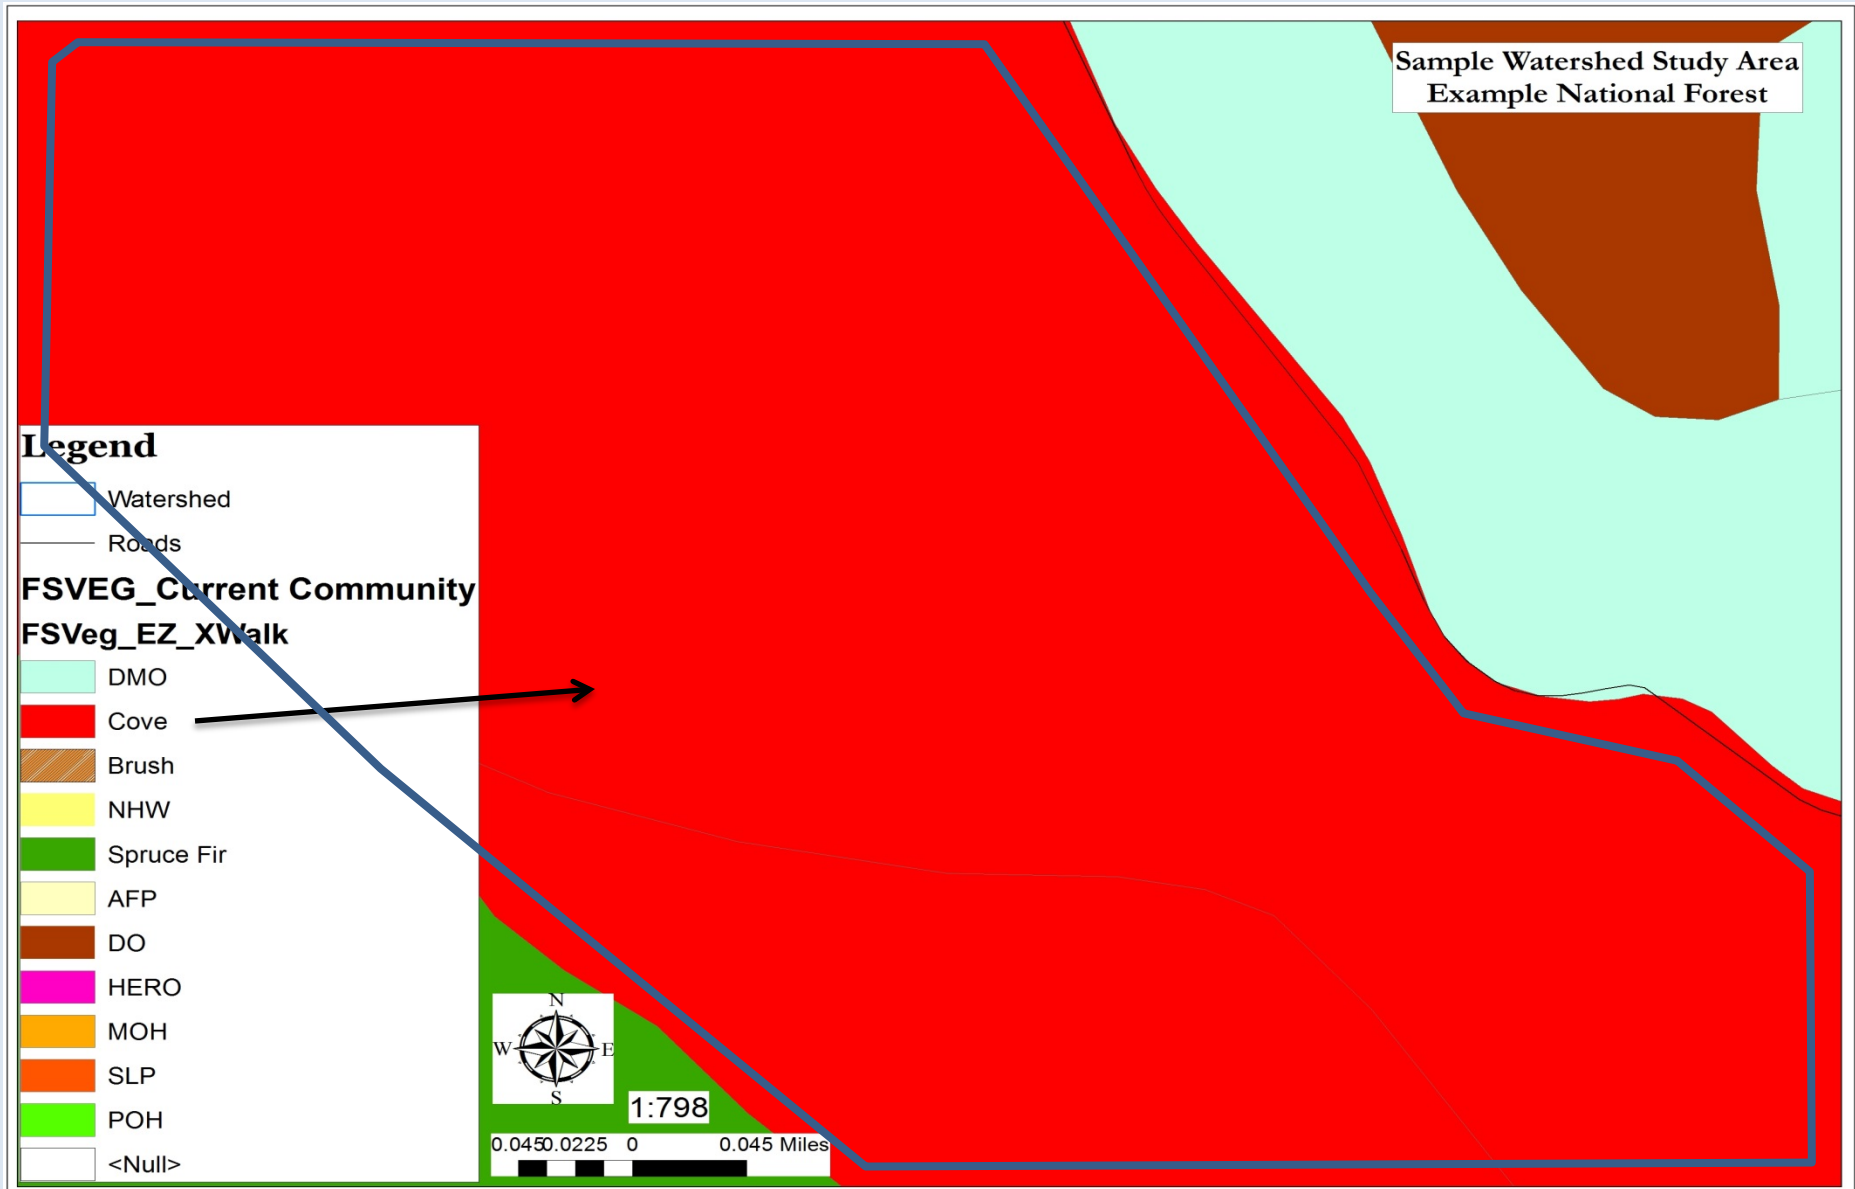 Sample Watershed Study Area
Example National Forest
Legend
Watershed
Roads
FSVEG_Current Community
FSVeg_EZ_XWalk
DMO
Cove
Brush
NHW
Spruce Fir
AFP
DO
HERO
MOH
SLP
POH
<Null>
N
W E
S
1:798
0.045 0.0225 0 0.045 Miles